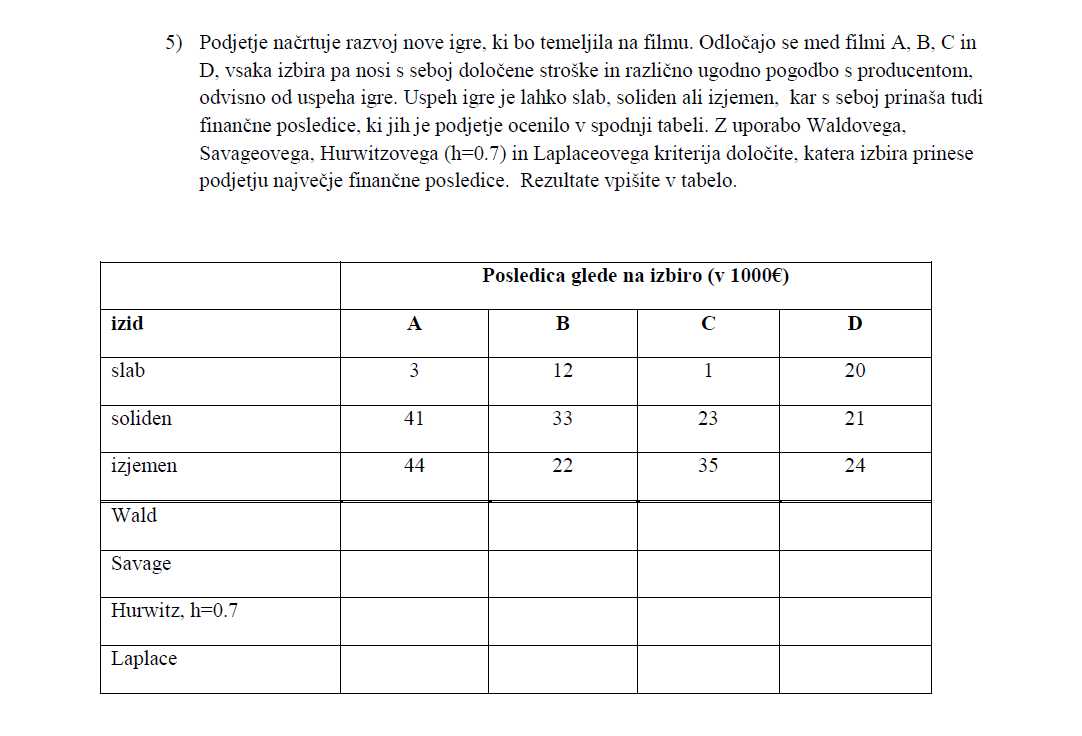 5) Podjetje načrtuje razvoj nove igre, ki bo temeljila na filmu. Odločajo se med filmi A, B, C in
D, vsaka izbira pa nosi s seboj določene stroške in različno ugodno pogodbo s producentom,
odvisno od uspeha igre. Uspeh igre je lahko slab, soliden ali izjemen, kar s seboj prinaša tudi
finančne posledice, ki jih je podjetje ocenilo v spodnji tabeli. Z uporabo Waldovega,
Savageovega, Hurwitzovega (h=0.7) in Laplaceovega kriterija določite, katera izbira prinese
podjetju največje finančne posledice. Rezultate vpišite v tabelo.
Posledica glede na izbiro (v 1000€)
izid A B C D
slab 3 12 1 20
soliden 41 33 23 21
izjemen 44 22 35 24
Wald
Savage
Hurwitz, h=0.7
Laplace